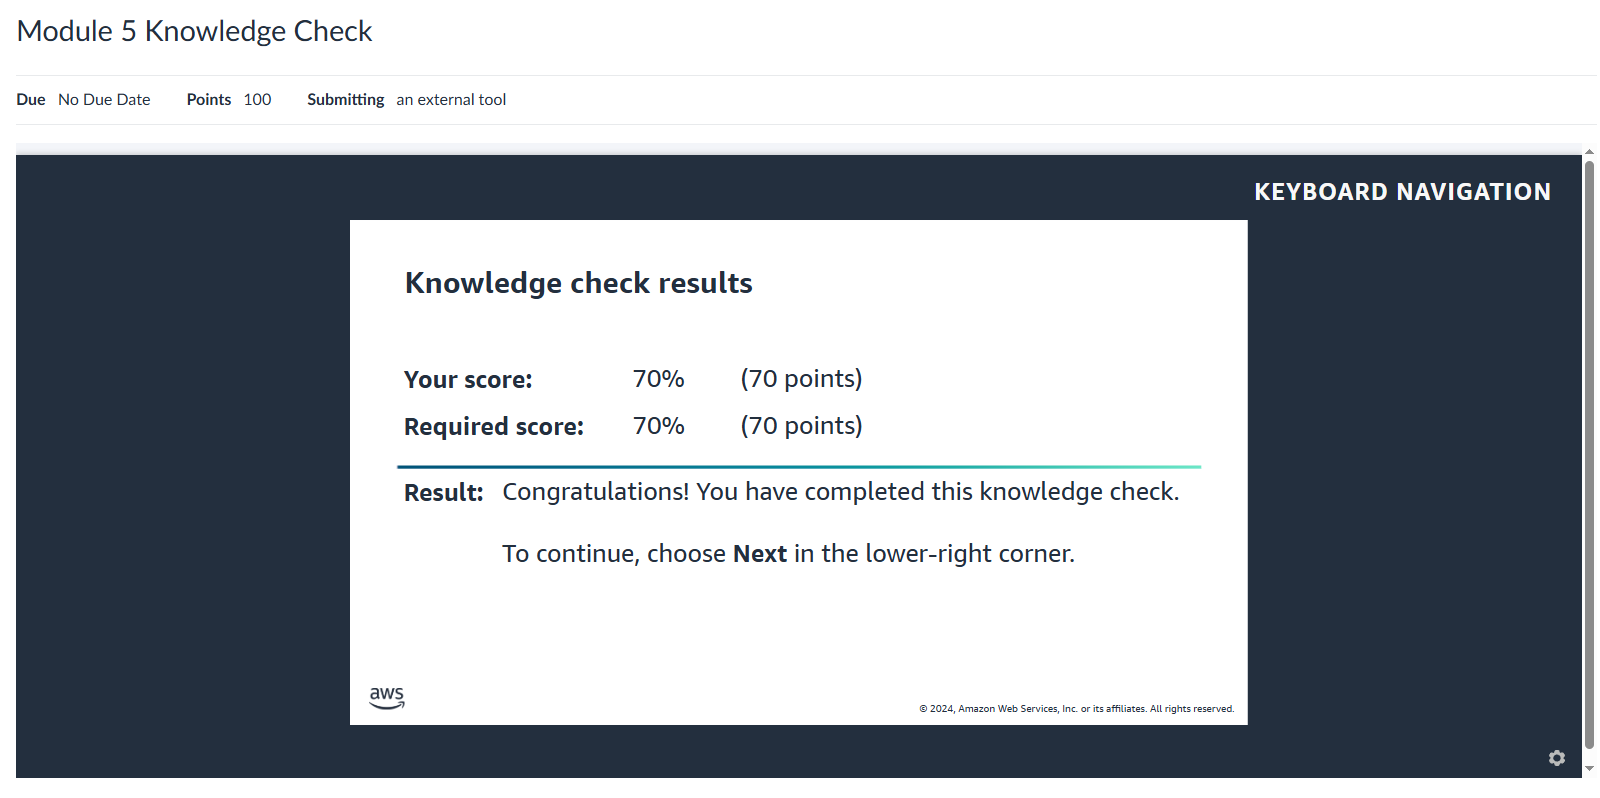 Module 5 Knowledge Check
Due No Due Date Points 100 Submitting an external tool
KEYBOARD NAVIGATION
Knowledge check results
Your score: 70% (70 points)
Required score: 70% (70 points)
Result: Congratulations! You have completed this knowledge check.
To continue, choose Next in the lower-right corner.
aws
© 2024, Amazon Web Services, Inc. or its affiliates. All rights reserved.